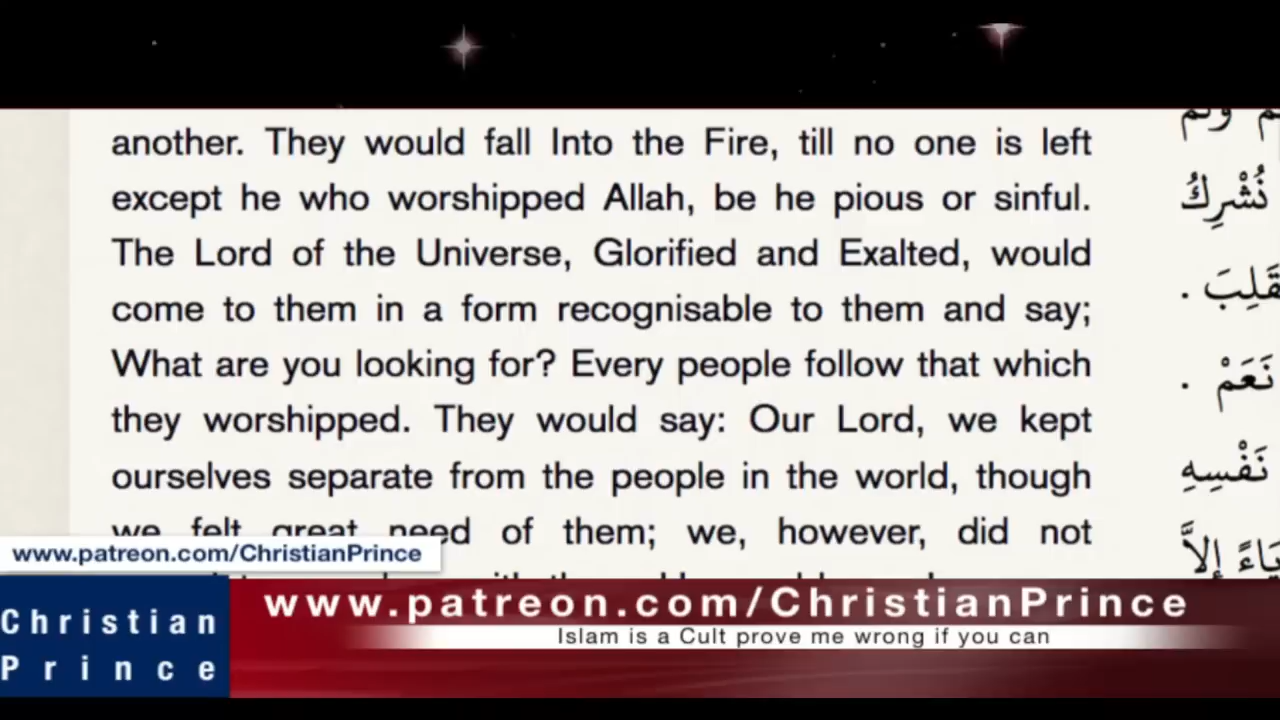 another. They would fall Into the Fire, till no one is left
except he who worshipped Allah, be he pious or sinful.
The Lord of the Universe, Glorified and Exalted, would
come to them in a form recognisable to them and say;
What are you looking for? Every people follow that which
they worshipped. They would say: Our Lord, we kept
ourselves separate from the people in the world, though
we felt great need of them; we, however, did not
نُشْرِكُ
نَعَمْ .
نَفْسِهِ
إِلاَّ
www.patreon.com/ChristianPrince
Christian
Prince
www.patreon.com/ChristianPrince
Islam is a Cult prove me wrong if you can